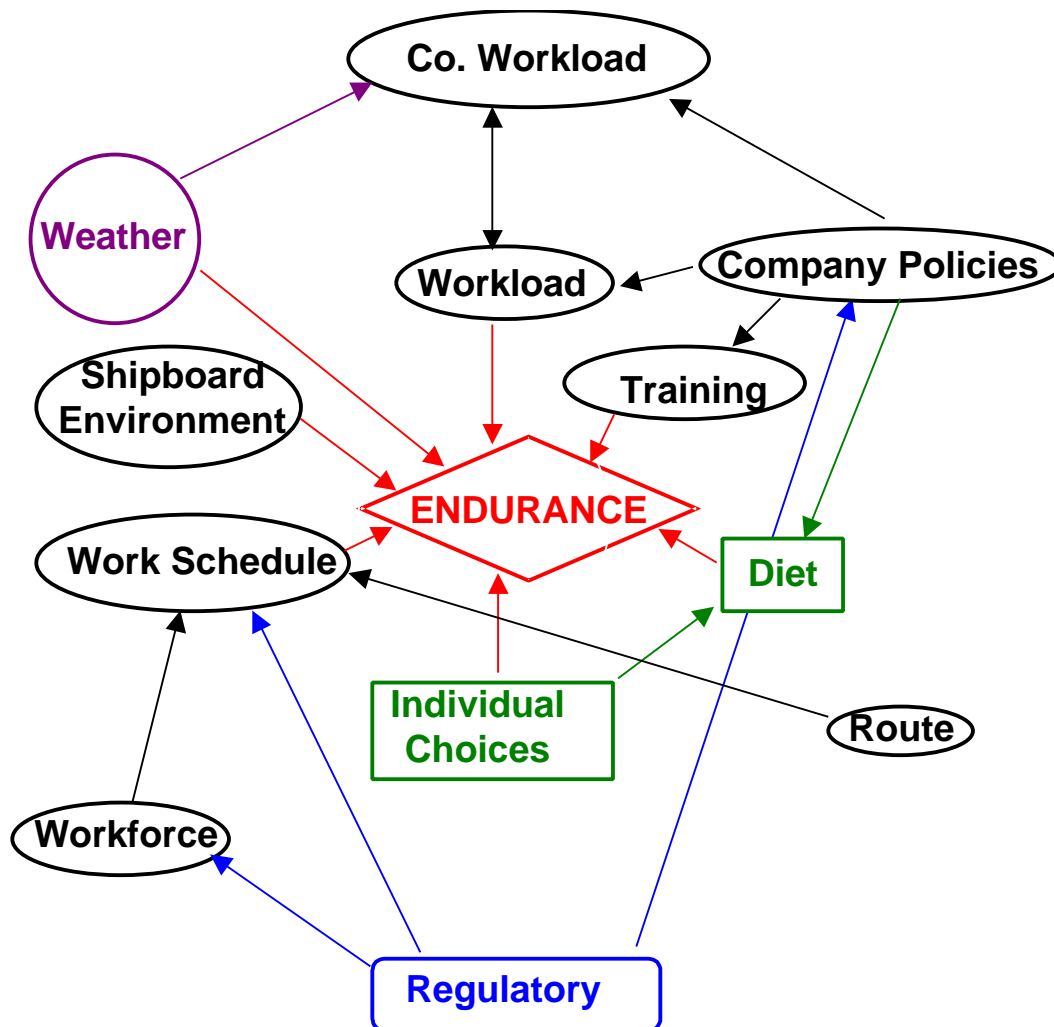 Co. Workload
Weather
Workload
Company Policies
Shipboard
Environment
Training
ENDURANCE
Work Schedule
Diet
Individual
Choices
Route
Workforce
Regulatory